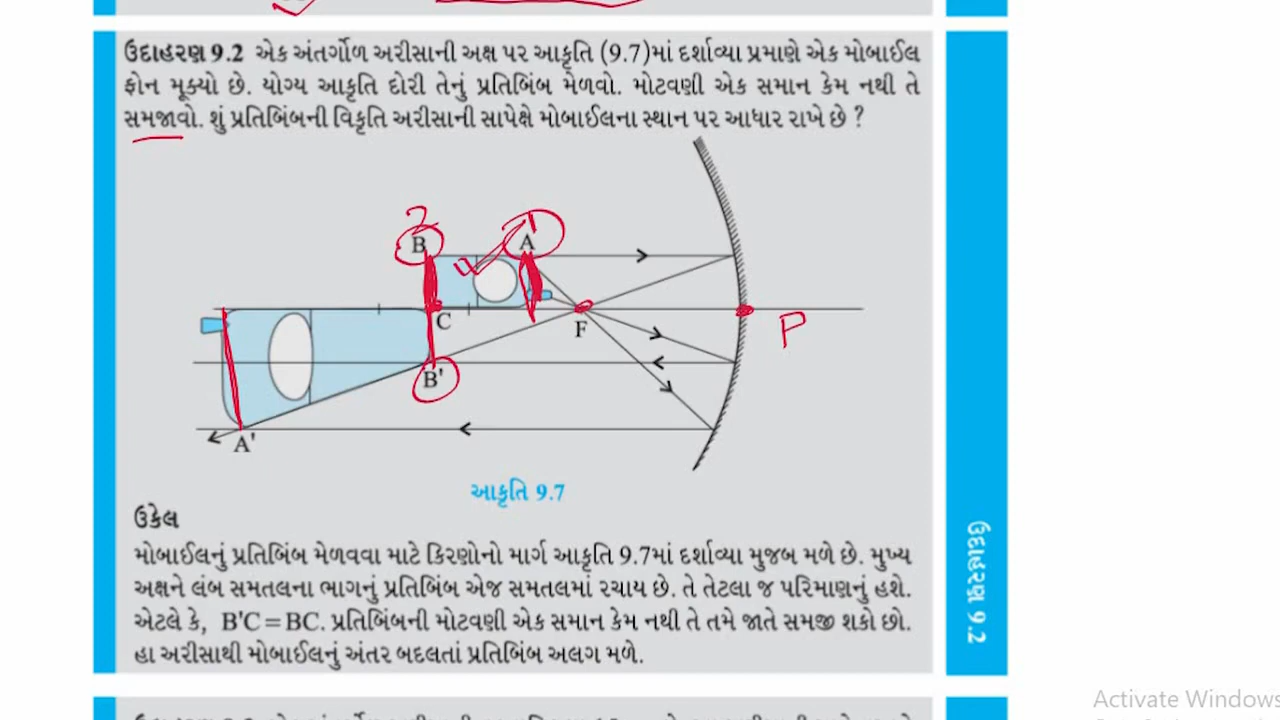 ઉદાહરણ 9.2 એક અંતર્ગોળ અરીસાની અક્ષ પર આકૃતિ (9.7)માં દર્શાવ્યા પ્રમાણે એક મોબાઈલ
ફોન મૂક્યો છે. યોગ્ય આકૃતિ દોરી તેનું પ્રતિબિંબ મેળવો. મોટવણી એક સમાન કેમ નથી તે
સમજાવો. શું પ્રતિબિંબની વિકૃતિ અરીસાની સાપેક્ષે મોબાઈલના સ્થાન પર આધાર રાખે છે ?
2
1
B
A
C
F
P
B'
A'
આકૃતિ 9.7
ઉકેલ
મોબાઈલનું પ્રતિબિંબ મેળવવા માટે કિરણોનો માર્ગ આકૃતિ 9.7માં દર્શાવ્યા મુજબ મળે છે. મુખ્ય
અક્ષને લંબ સમતલના ભાગનું પ્રતિબિંબ એજ સમતલમાં રચાય છે. તે તેટલા જ પરિમાણનું હશે.
એટલે કે, B'C = BC. પ્રતિબિંબની મોટવણી એક સમાન કેમ નથી તે તમે જાતે સમજી શકો છો.
હા અરીસાથી મોબાઈલનું અંતર બદલતાં પ્રતિબિંબ અલગ મળે.
ઉદાહરણ 9.2
Activate Windows